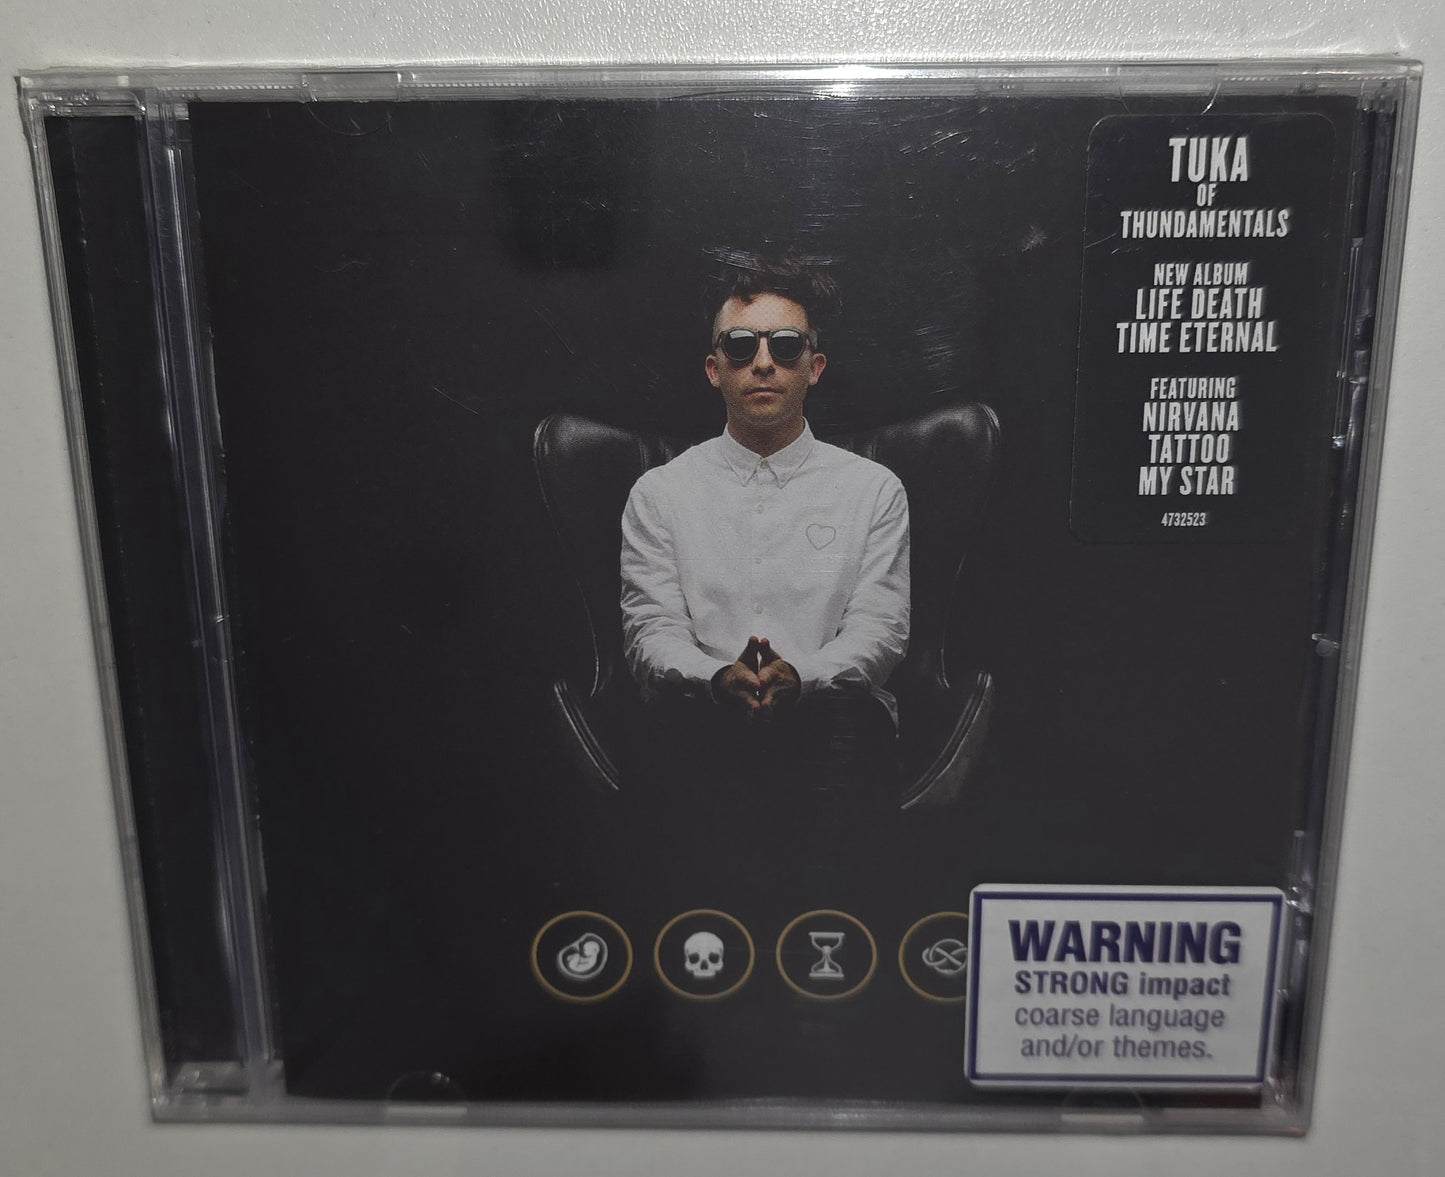 TUKA
OF
THUNDAMENTALS
NEW ALBUM
LIFE DEATH
TIME ETERNAL
FEATURING
NIRVANA
TATTOO
MY STAR
4732523
WARNING
STRONG impact
coarse language
and/or themes.